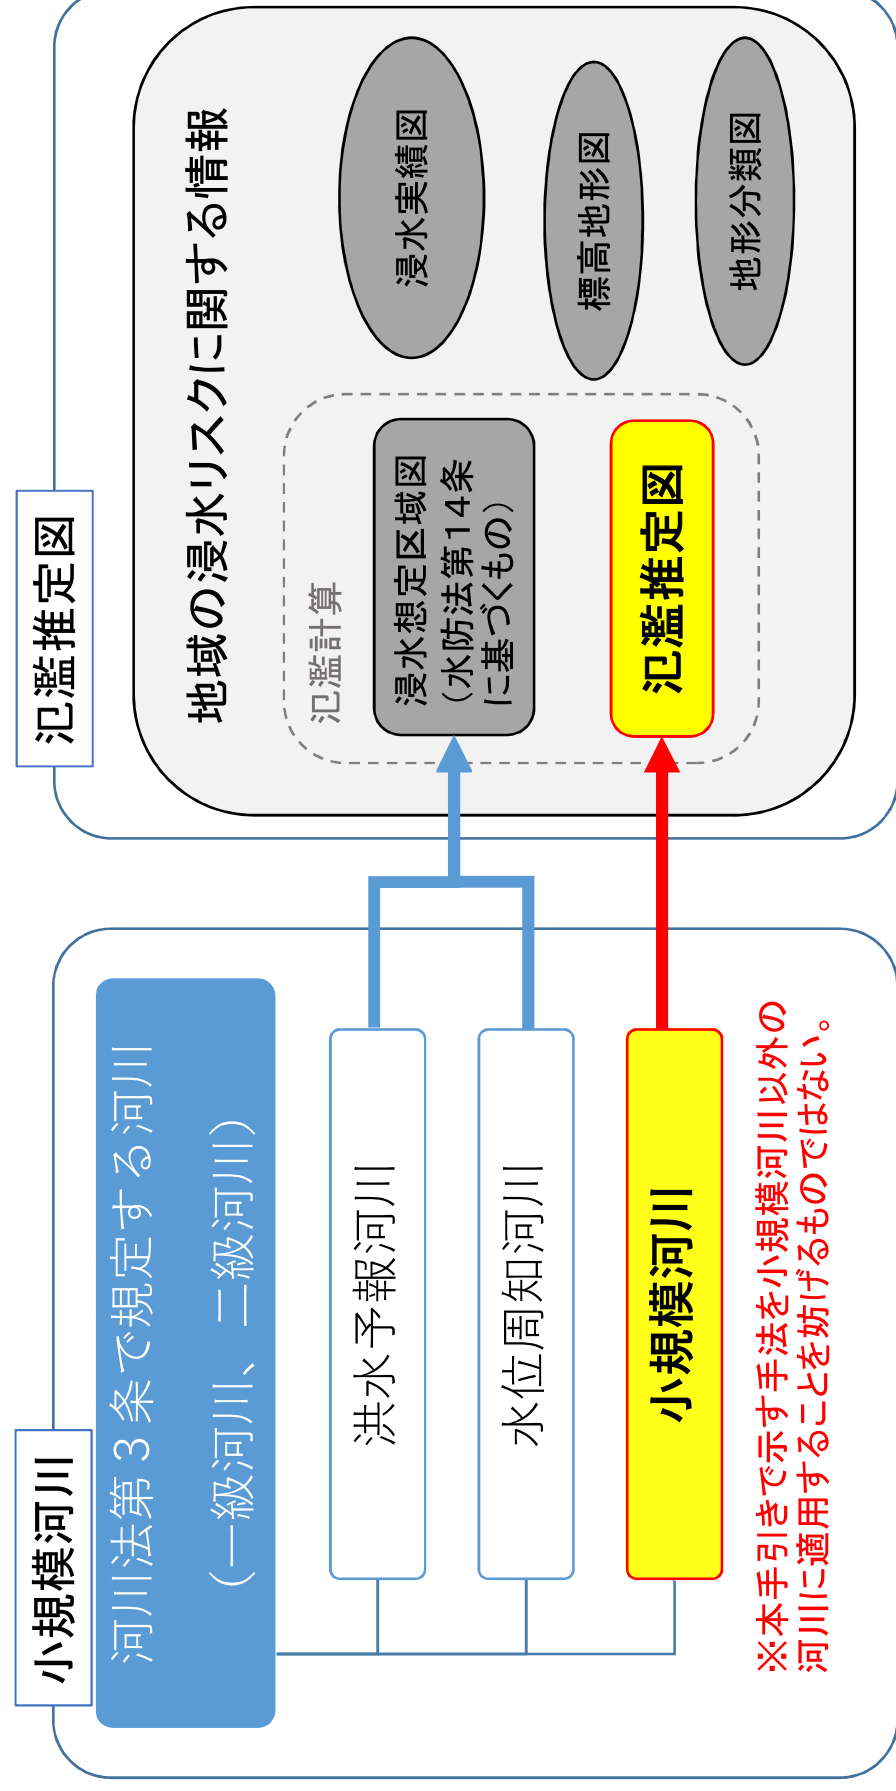 小規模河川
河川法第3条で規定する河川
（一級河川、二級河川）
洪水予報河川
水位周知河川
小規模河川
※本手引きで示す手法を小規模河川以外の
河川に適用することを妨げるものではない。
氾濫推定図
地域の浸水リスクに関する情報
氾濫計算
浸水想定区域図
（水防法第14条
に基づくもの）
氾濫推定図
浸水実績図
標高地形図
地形分類図